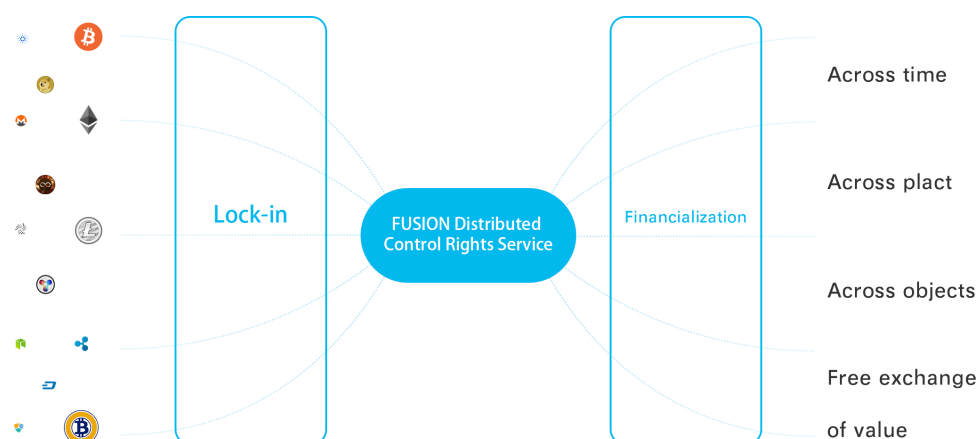 Across time
Across plact
Lock-in
Financialization
FUSION Distributed
Control Rights Service
Across objects
Free exchange
of value